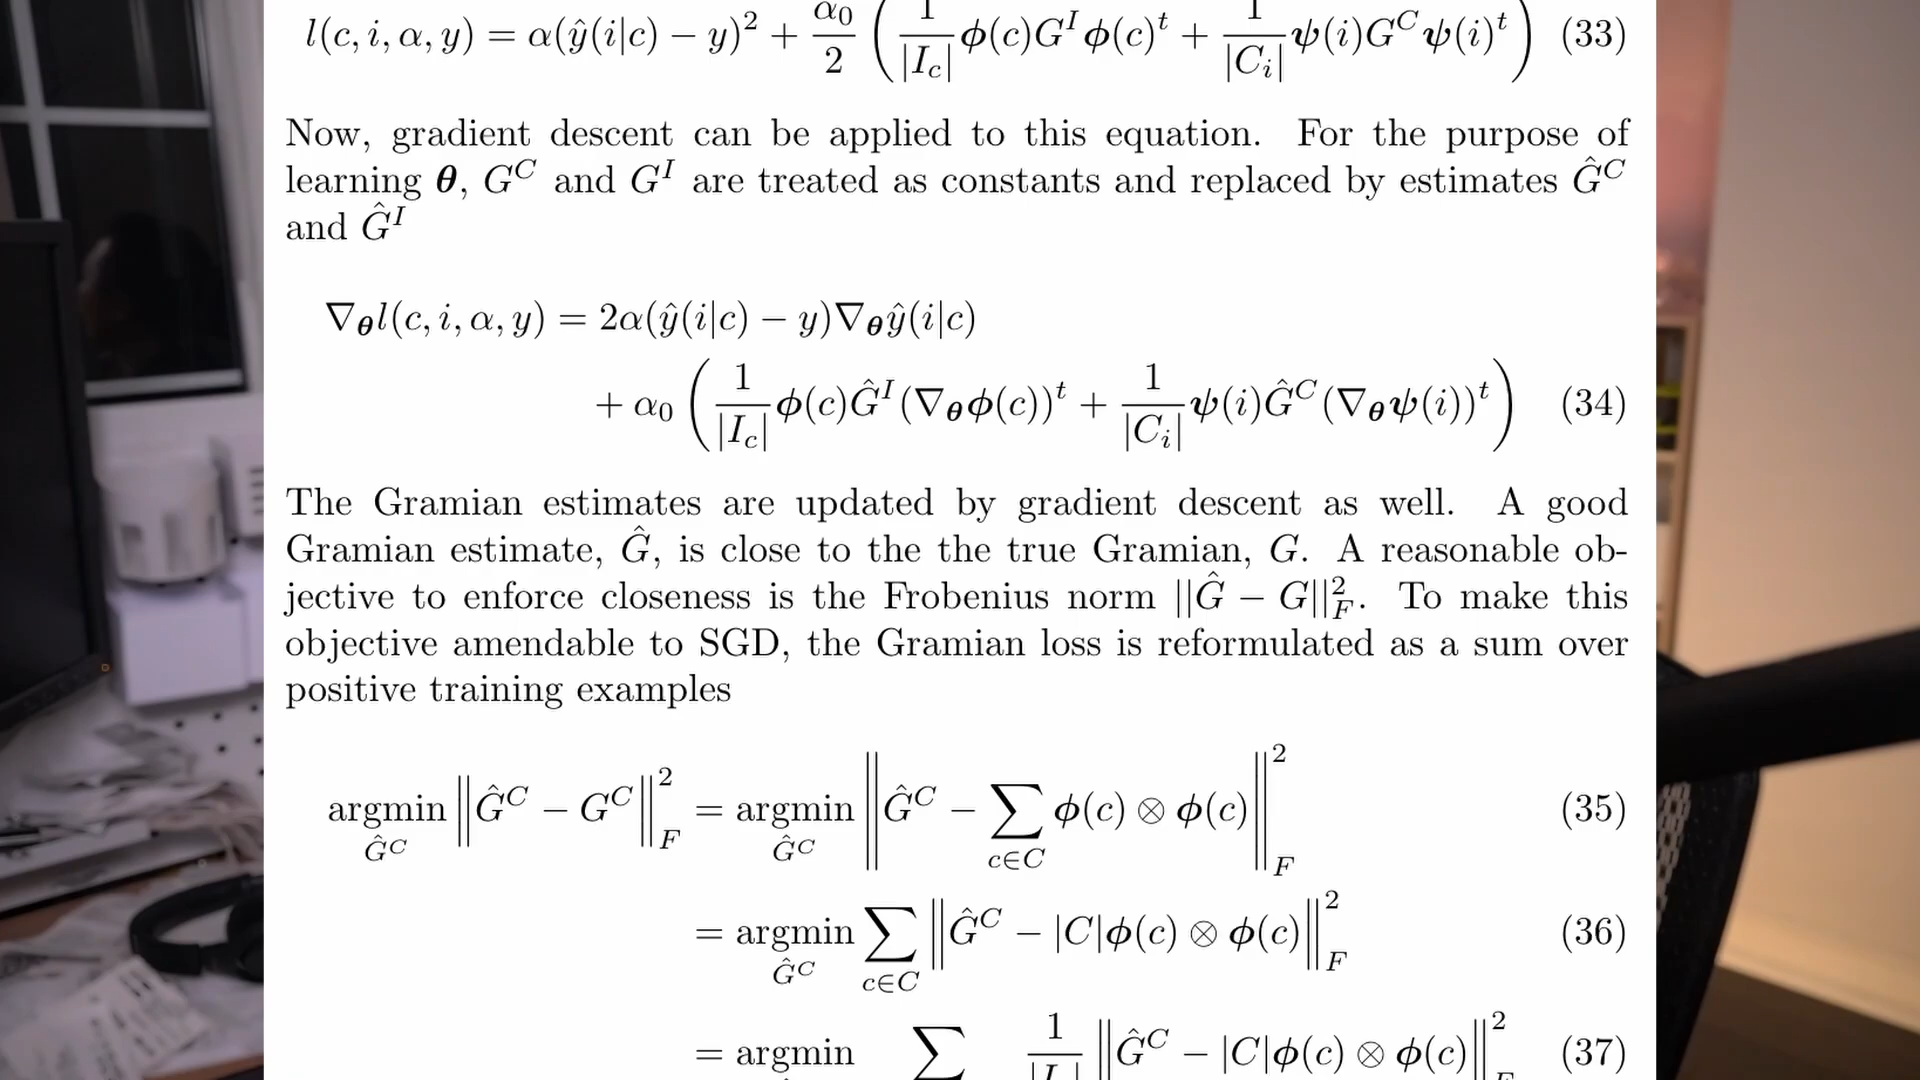 l(c, i, α, y) = α(ŷ(i|c) − y)² + α₀/2 (1/|I_c| ϕ(c)G^I ϕ(c)^t + 1/|C_i| ψ(i)G^C ψ(i)^t) (33)
Now, gradient descent can be applied to this equation. For the purpose of
learning θ, G^C and G^I are treated as constants and replaced by estimates Ĝ^C
and Ĝ^I
∇_θ l(c, i, α, y) = 2α(ŷ(i|c) − y)∇_θ ŷ(i|c)
+ α₀ (1/|I_c| ϕ(c)Ĝ^I (∇_θ ϕ(c))^t + 1/|C_i| ψ(i)Ĝ^C (∇_θ ψ(i))^t) (34)
The Gramian estimates are updated by gradient descent as well. A good
Gramian estimate, Ĝ, is close to the the true Gramian, G. A reasonable ob-
jective to enforce closeness is the Frobenius norm ||Ĝ − G||²_F. To make this
objective amendable to SGD, the Gramian loss is reformulated as a sum over
positive training examples
argmin_{Ĝ^C} ‖Ĝ^C − G^C‖²_F = argmin_{Ĝ^C} ‖Ĝ^C − ∑_{c∈C} ϕ(c) ⊗ ϕ(c)‖²_F (35)
= argmin_{Ĝ^C} ∑_{c∈C} ‖Ĝ^C − |C|ϕ(c) ⊗ ϕ(c)‖²_F (36)
= argmin ∑ 1/|I_c| ‖Ĝ^C − |C|ϕ(c) ⊗ ϕ(c)‖²_F (37)